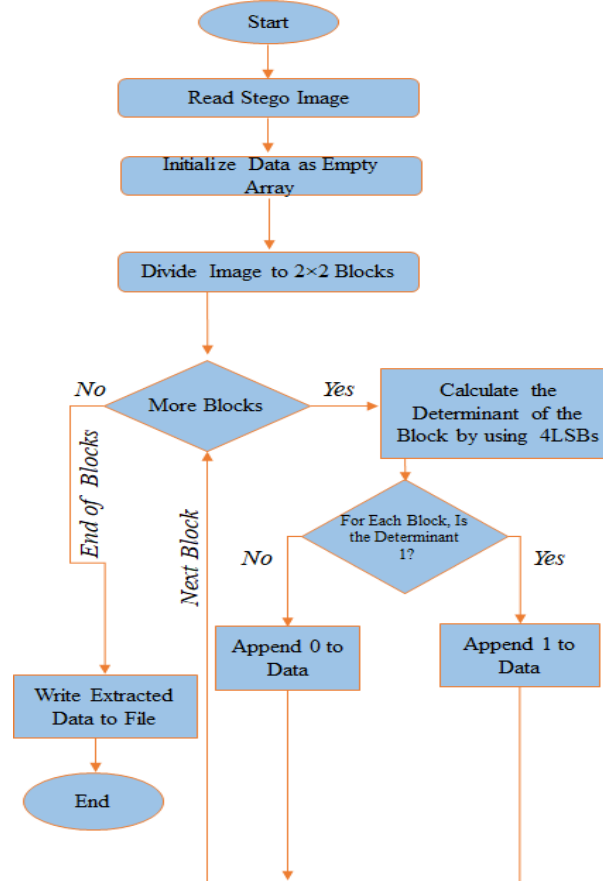 Start
Read Stego Image
Initialize Data as Empty
Array
Divide Image to 2×2 Blocks
No
More Blocks
Yes
Calculate the
Determinant of the
Block by using 4LSBs
End of Blocks
Next Block
For Each Block, Is
the Determinant
1?
No
Yes
Append 0 to
Data
Append 1 to
Data
Write Extracted
Data to File
End